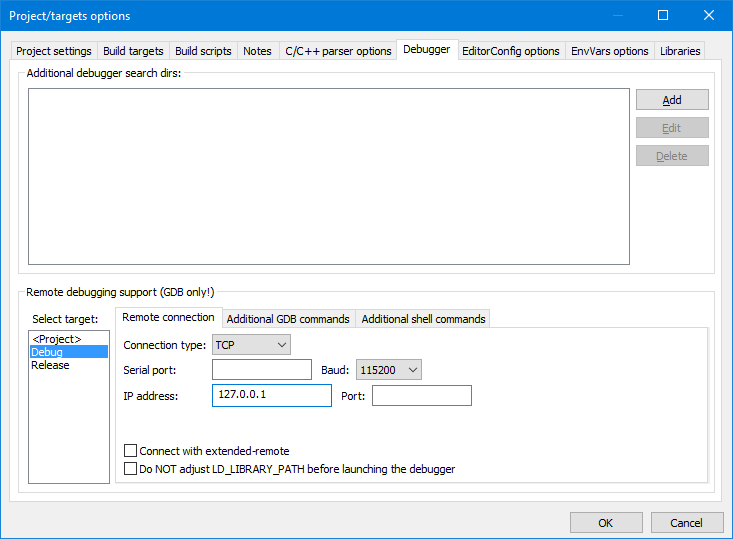 Project/targets options
Project settings Build targets Build scripts Notes C/C++ parser options Debugger EditorConfig options EnvVars options Libraries
Additional debugger search dirs:
Add
Edit
Delete
Remote debugging support (GDB only!)
Select target:
<Project>
Debug
Release
Remote connection Additional GDB commands Additional shell commands
Connection type: TCP
Serial port: Baud: 115200
IP address: 127.0.0.1 Port:
Connect with extended-remote
Do NOT adjust LD_LIBRARY_PATH before launching the debugger
OK Cancel